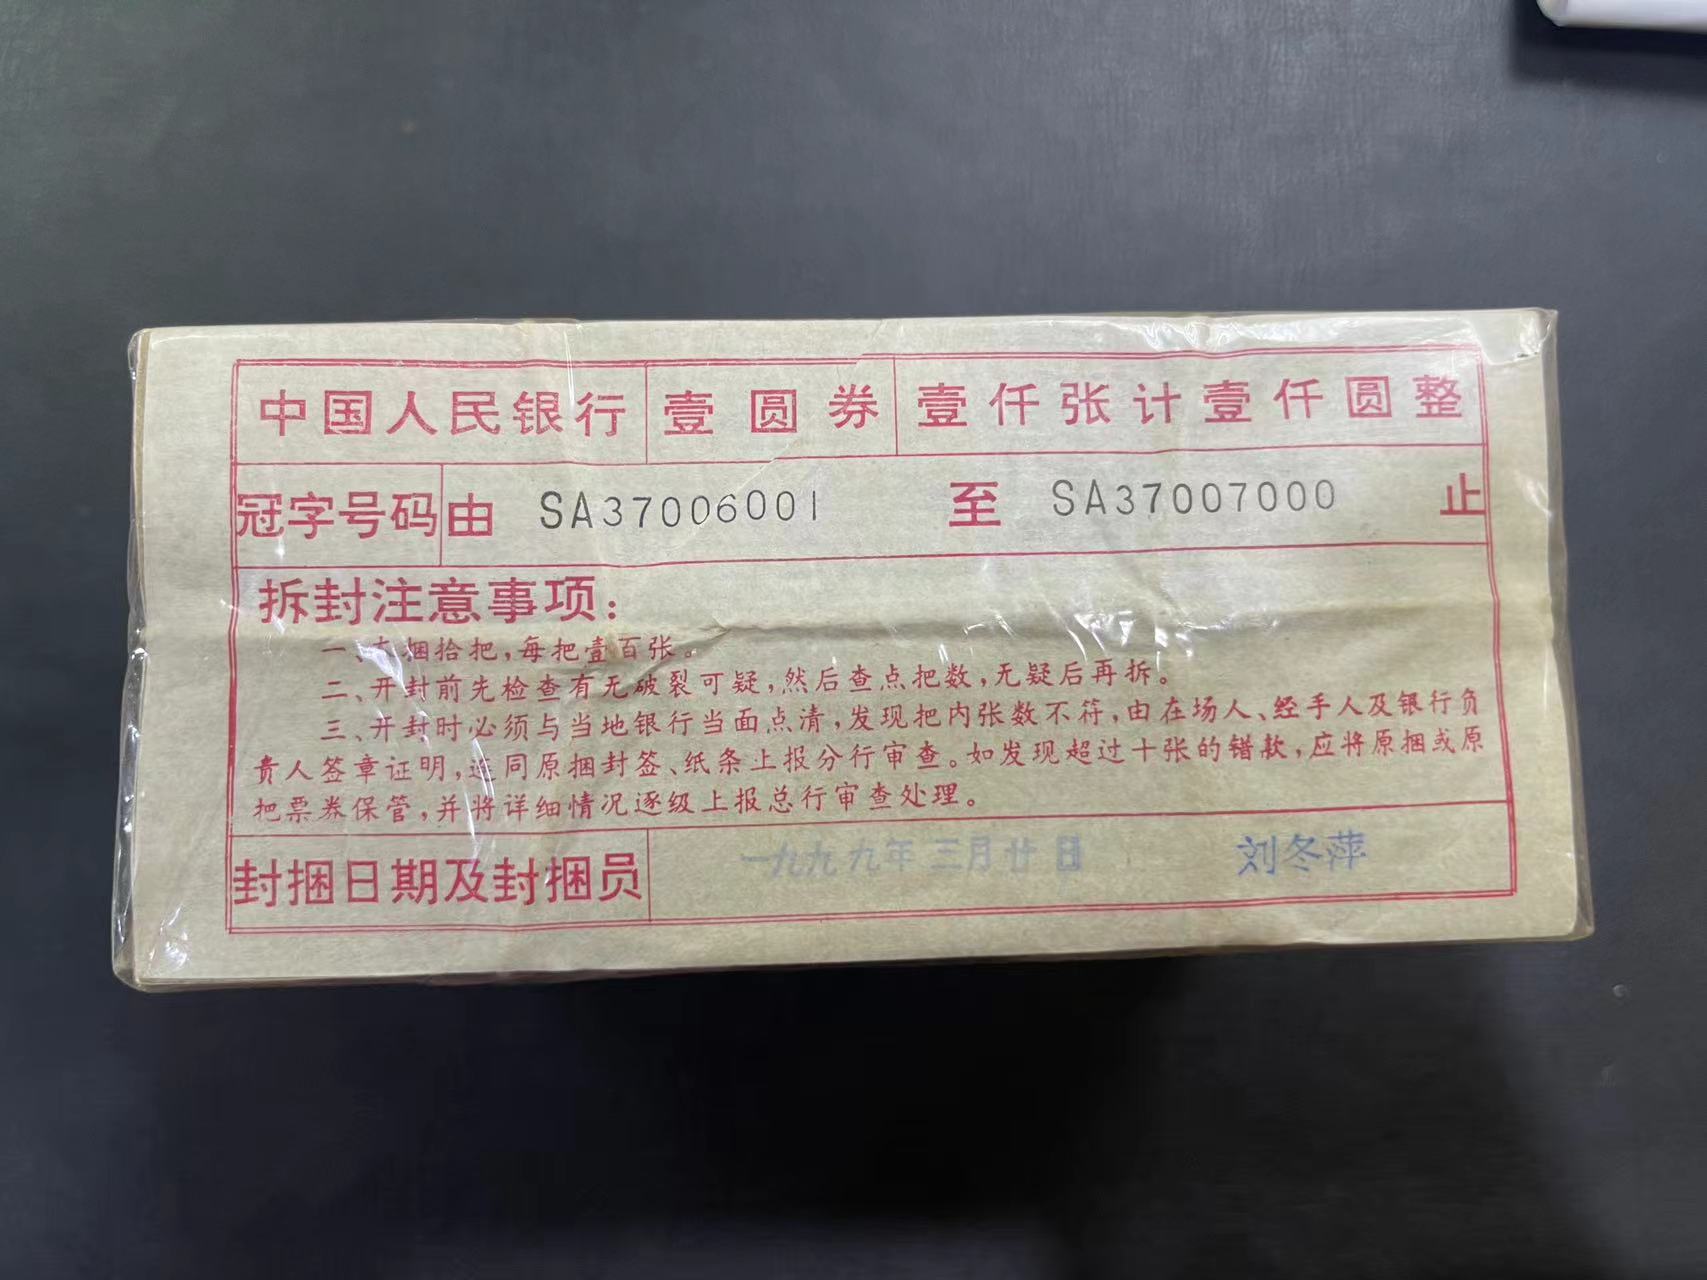 中国人民银行 壹圆券 壹仟张计壹仟圆整
冠字号码 由 SA37006001 至 SA37007000 止
拆封注意事项：
一、捆拾把，每把壹百张。
二、开封前先检查有无破裂可疑，然后查点把数，无疑后再拆。
三、开封时必须与当地银行当面点清，发现把内张数不符，由在场人、经手人及银行负
责人签章证明，连同原捆封签、纸条上报分行审查。如发现超过十张的错款，应将原捆或原
把票券保管，并将详细情况逐级上报总行审查处理。
封捆日期及封捆员 一九九九年三月廿日 刘冬萍